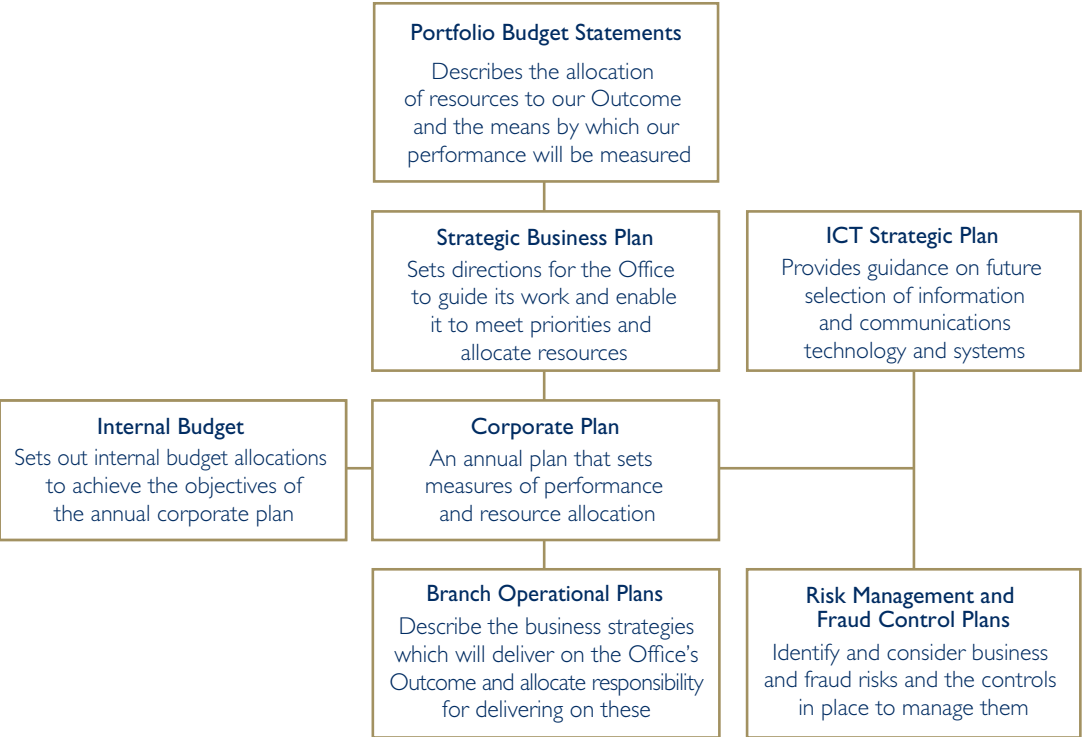 Portfolio Budget Statements
Describes the allocation
of resources to our Outcome
and the means by which our
performance will be measured
Strategic Business Plan
Sets directions for the Office
to guide its work and enable
it to meet priorities and
allocate resources
ICT Strategic Plan
Provides guidance on future
selection of information
and communications
technology and systems
Internal Budget
Sets out internal budget allocations
to achieve the objectives of
the annual corporate plan
Corporate Plan
An annual plan that sets
measures of performance
and resource allocation
Branch Operational Plans
Describe the business strategies
which will deliver on the Office’s
Outcome and allocate responsibility
for delivering on these
Risk Management and
Fraud Control Plans
Identify and consider business
and fraud risks and the controls
in place to manage them